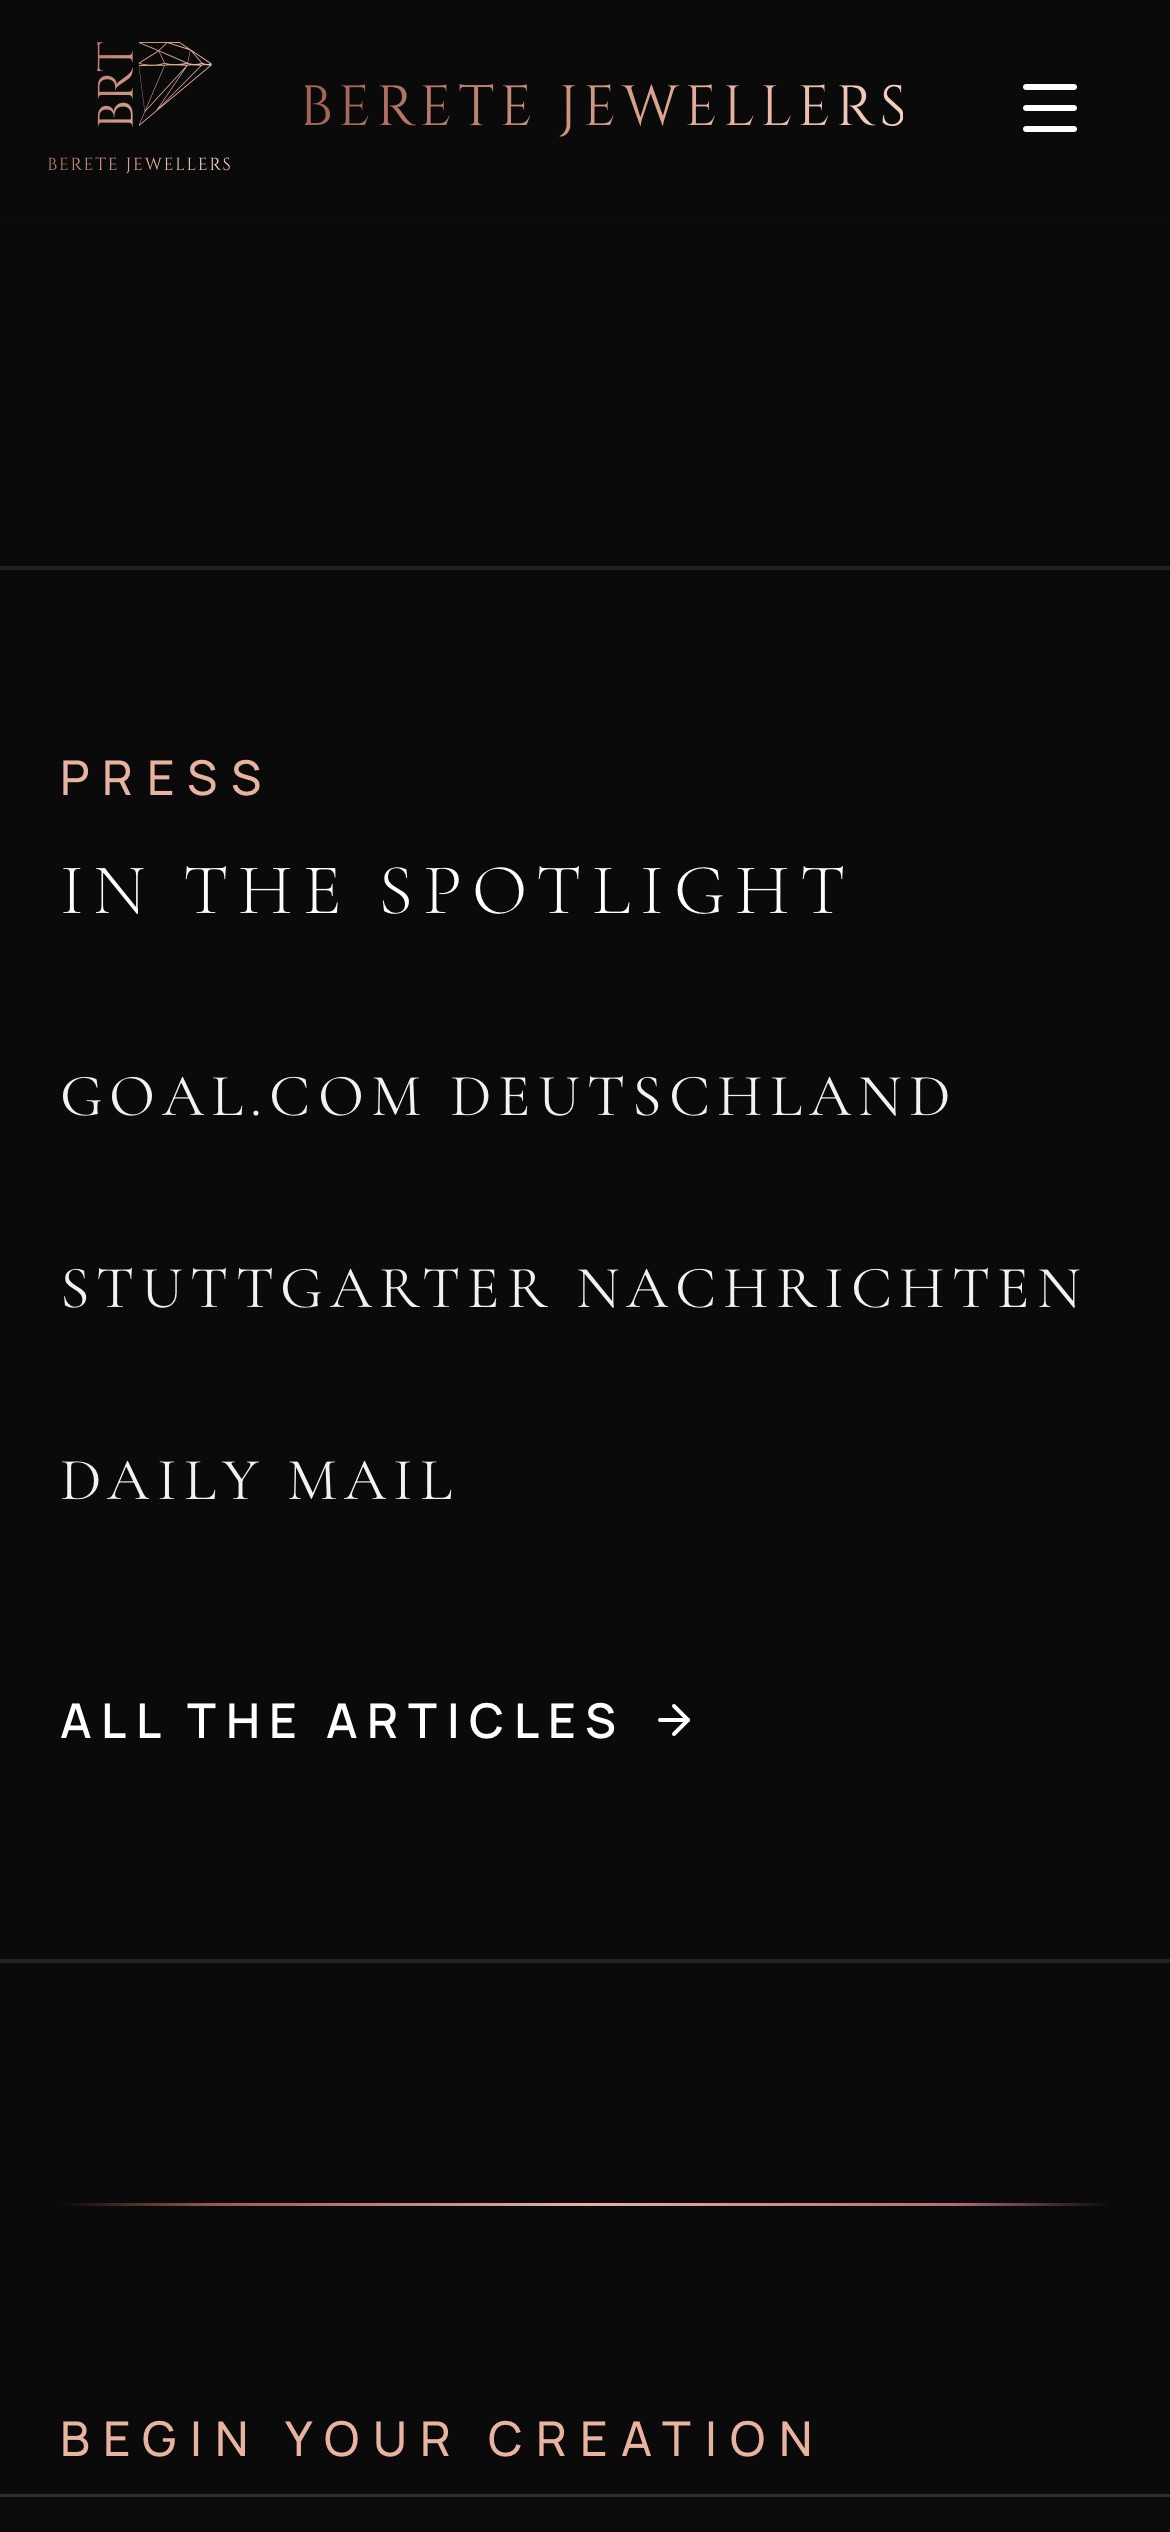 BRT
BERETE JEWELLERS
BERETE JEWELLERS
PRESS
IN THE SPOTLIGHT
GOAL.COM DEUTSCHLAND
STUTTGARTER NACHRICHTEN
DAILY MAIL
ALL THE ARTICLES →
BEGIN YOUR CREATION